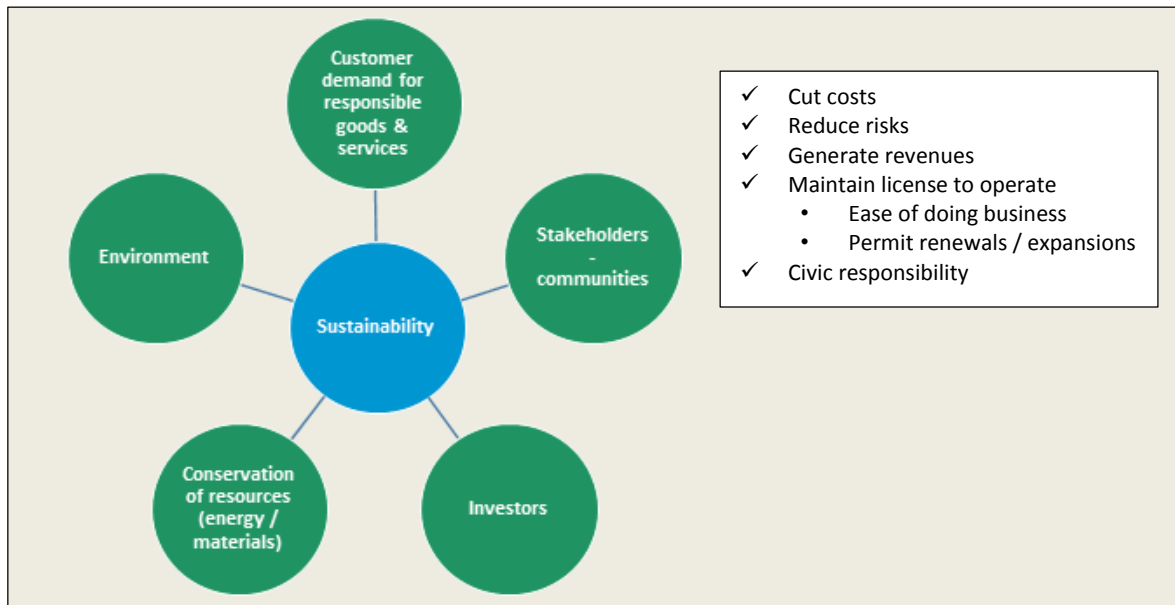 Customer
demand for
responsible
goods &
services
Environment
Stakeholders
-
communities
Sustainability
Conservation
of resources
(energy /
materials)
Investors
✓ Cut costs
✓ Reduce risks
✓ Generate revenues
✓ Maintain license to operate
• Ease of doing business
• Permit renewals / expansions
✓ Civic responsibility